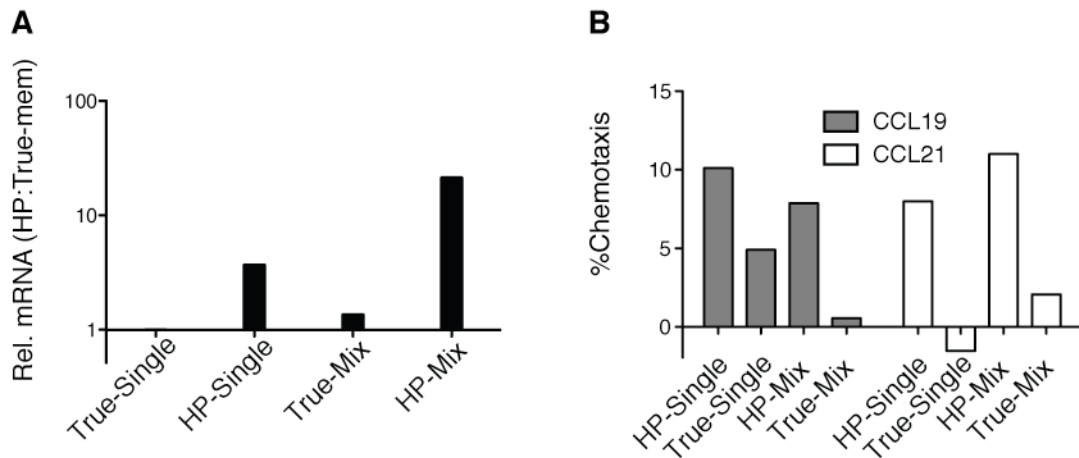 A
Rel. mRNA (HP:True-mem)
100
10
1
True-Single
HP-Single
True-Mix
HP-Mix
B
%Chemotaxis
15
10
5
0
CCL19
CCL21
HP-Single
True-Single
HP-Mix
True-Mix
HP-Single
True-Single
HP-Mix
True-Mix